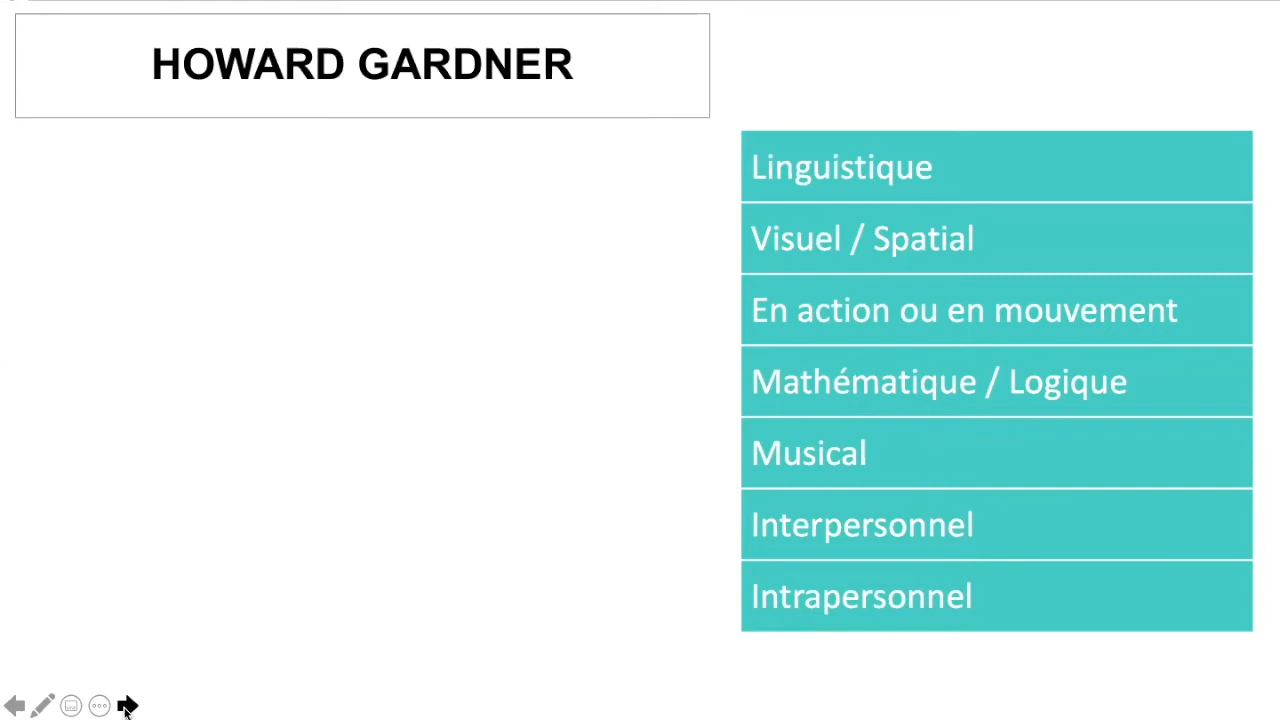 HOWARD GARDNER
Linguistique
Visuel / Spatial
En action ou en mouvement
Mathématique / Logique
Musical
Interpersonnel
Intrapersonnel